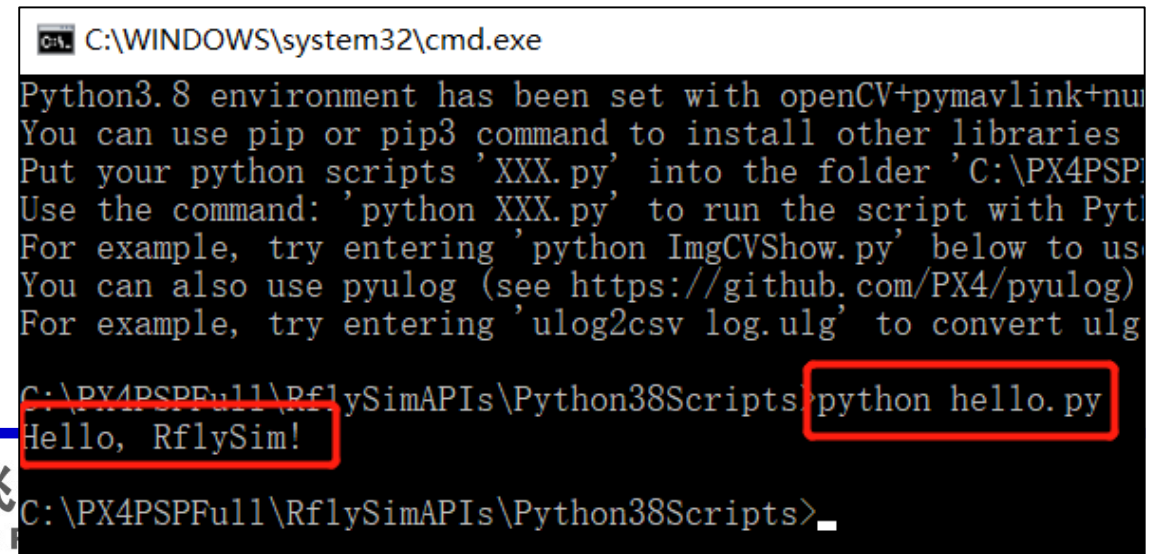 C:\WINDOWS\system32\cmd.exe
Python3.8 environment has been set with openCV+pymavlink+nu
You can use pip or pip3 command to install other libraries
Put your python scripts 'XXX.py' into the folder 'C:\PX4PSP
Use the command: 'python XXX.py' to run the script with Pyt
For example, try entering 'python ImgCVShow.py' below to us
You can also use pyulog (see https://github.com/PX4/pyulog)
For example, try entering 'ulog2csv log.ulg' to convert ulg
C:\PX4PSPFull\RflySimAPIs\Python38Scripts>python hello.py
Hello, RflySim!
C:\PX4PSPFull\RflySimAPIs\Python38Scripts>